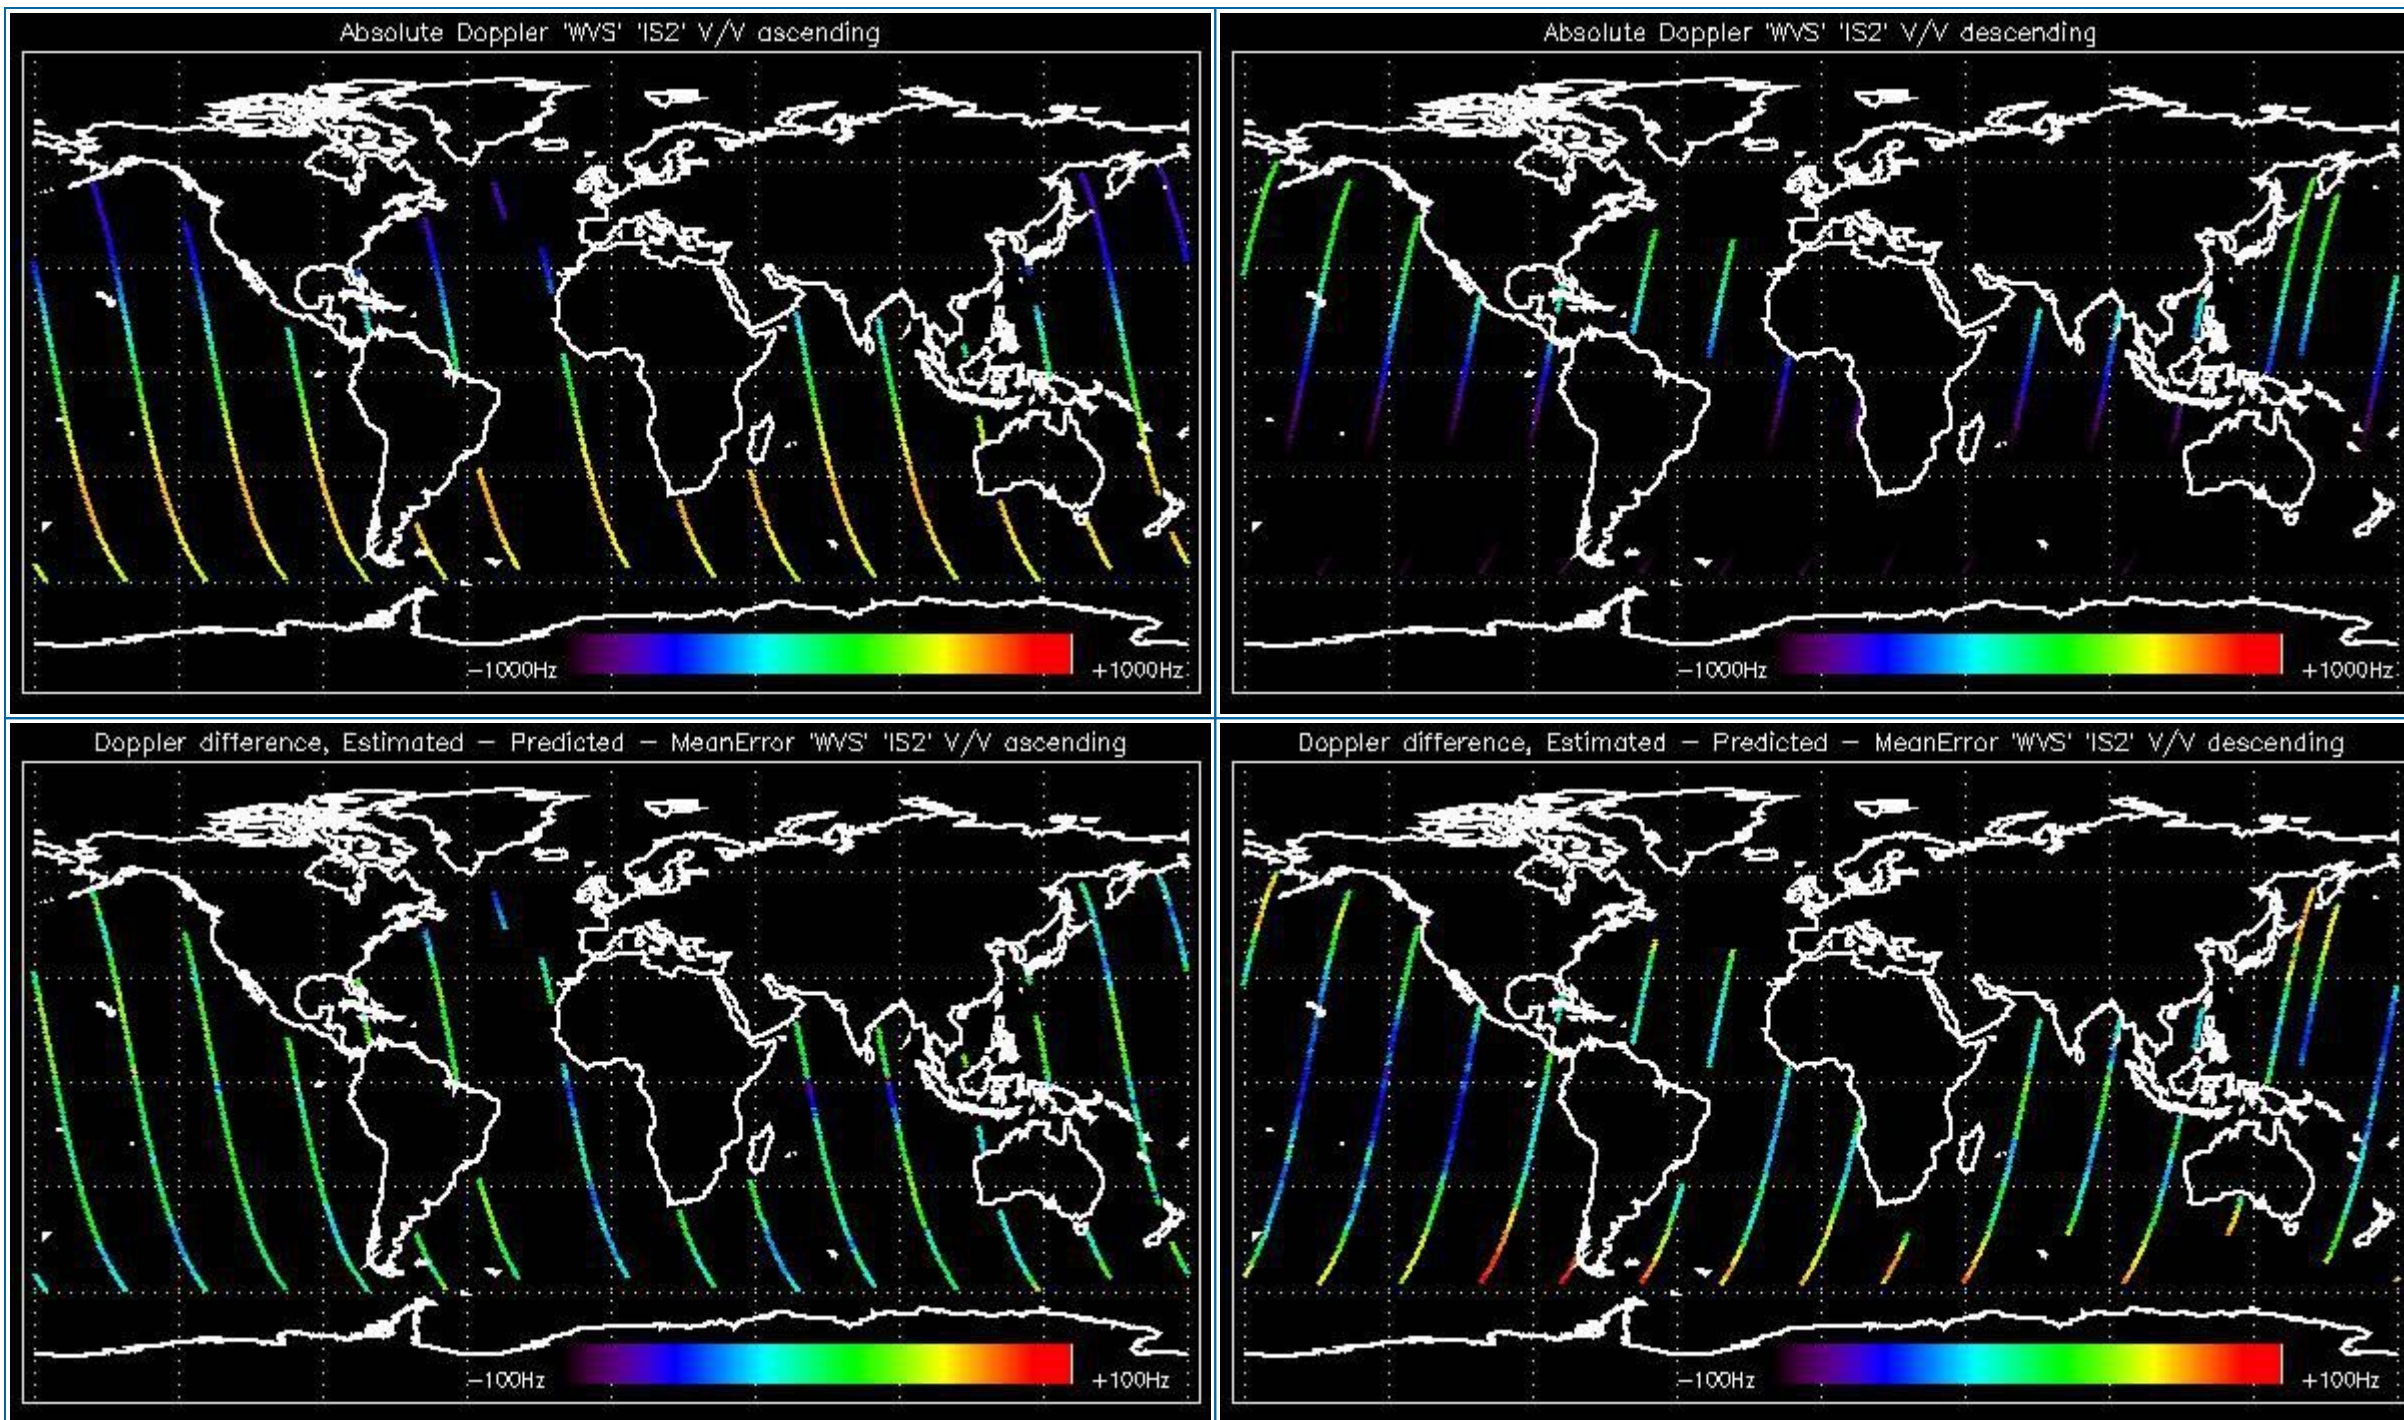 Absolute Doppler 'WVS' 'IS2' V/V ascending
-1000Hz
+1000Hz
Absolute Doppler 'WVS' 'IS2' V/V descending
-1000Hz
+1000Hz
Doppler difference, Estimated - Predicted - MeanError 'WVS' 'IS2' V/V ascending
-100Hz
+100Hz
Doppler difference, Estimated - Predicted - MeanError 'WVS' 'IS2' V/V descending
-100Hz
+100Hz